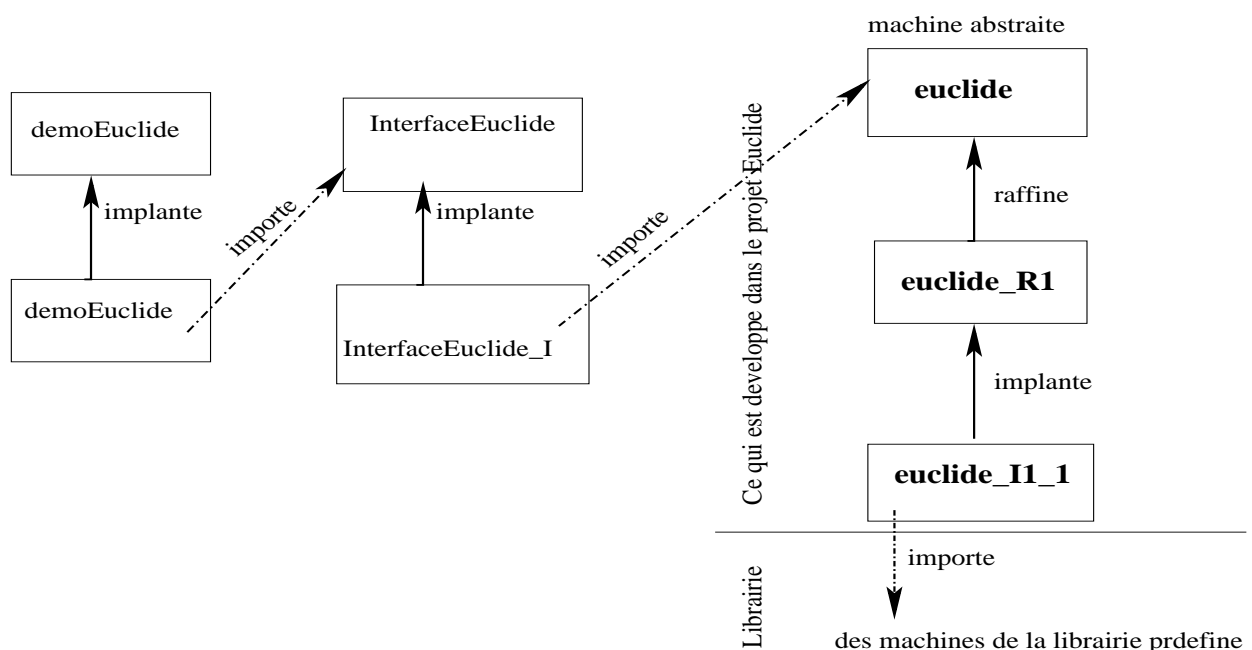 machine abstraite
euclide
demoEuclide
InterfaceEuclide
implante
importe
implante
importe
raffine
demoEuclide
InterfaceEuclide_I
euclide_R1
implante
euclide_I1_1
Ce qui est developpe dans le projet Euclide
importe
Librairie
des machines de la librairie prdefine